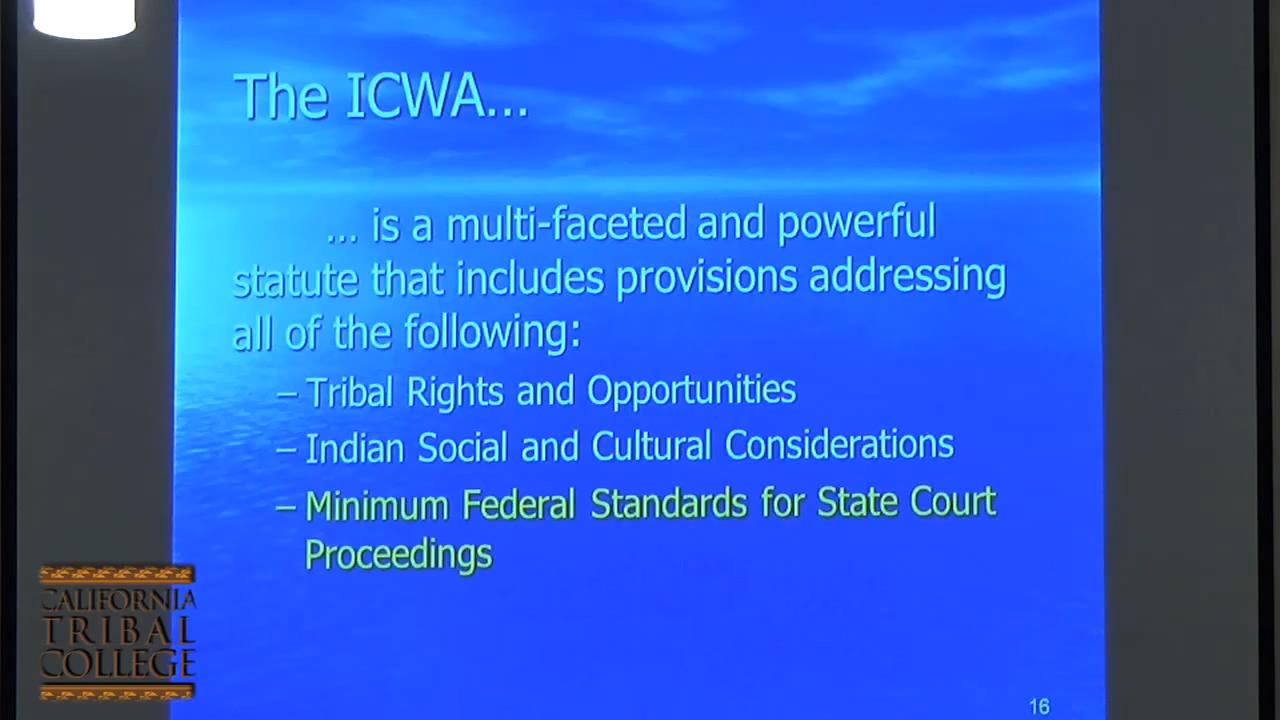 The ICWA...
... is a multi-faceted and powerful
statute that includes provisions addressing
all of the following:
– Tribal Rights and Opportunities
– Indian Social and Cultural Considerations
– Minimum Federal Standards for State Court
Proceedings
CALIFORNIA
TRIBAL
COLLEGE
16